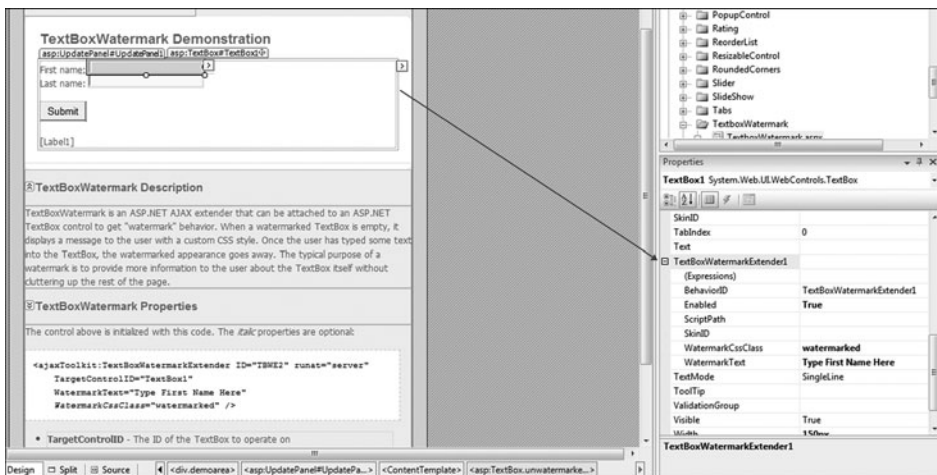 TextBoxWatermark Demonstration
asp:UpdatePanel#UpdatePanel1 asp:TextBox#TextBox1
First name:
Last name:
Submit
[Label1]
TextBoxWatermark Description
TextBoxWatermark is an ASP.NET AJAX extender that can be attached to an ASP.NET
TextBox control to get "watermark" behavior. When a watermarked TextBox is empty, it
displays a message to the user with a custom CSS style. Once the user has typed some text
into the TextBox, the watermarked appearance goes away. The typical purpose of a
watermark is to provide more information to the user about the TextBox itself without
cluttering up the rest of the page.
TextBoxWatermark Properties
The control above is initialized with this code. The italic properties are optional:
<ajaxToolkit:TextBoxWatermarkExtender ID="TBWE2" runat="server"
TargetControlID="TextBox1"
WatermarkText="Type First Name Here"
WatermarkCssClass="watermarked" />
• TargetControlID - The ID of the TextBox to operate on
Design Split Source <div.demoarea> <asp:UpdatePanel#UpdatePa...> <ContentTemplate> <asp:TextBox.unwatermarke...>
PopupControl
Rating
ReorderList
ResizableControl
RoundedCorners
Slider
SlideShow
Tabs
TextboxWatermark
TextboxWatermark.aspx
Properties
TextBox1 System.Web.UI.WebControls.TextBox
SkinID
TabIndex 0
Text
TextBoxWatermarkExtender1
(Expressions)
BehaviorID TextBoxWatermarkExtender1
Enabled True
ScriptPath
SkinID
WatermarkCssClass watermarked
WatermarkText Type First Name Here
TextMode SingleLine
ToolTip
ValidationGroup
Visible True
Width 150px
TextBoxWatermarkExtender1